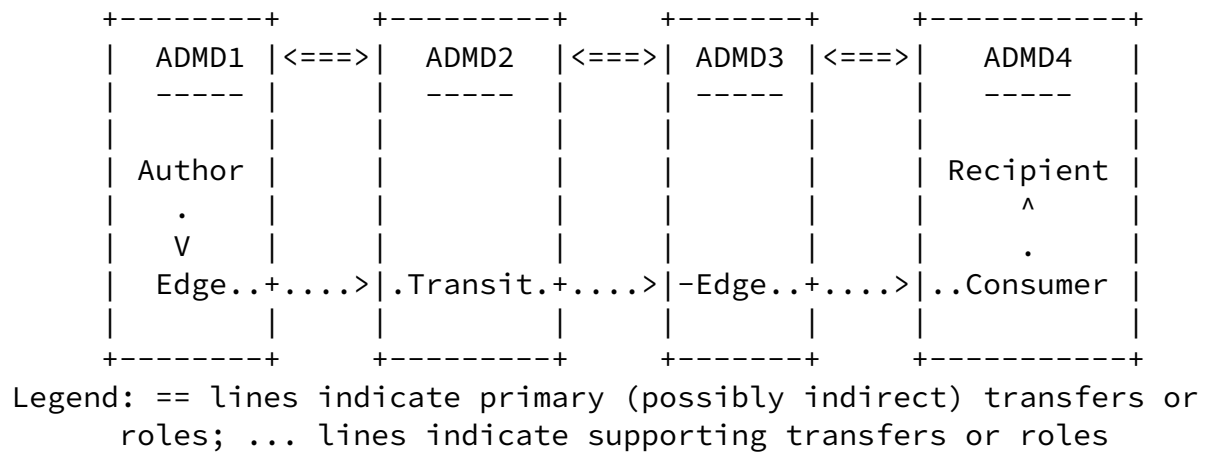 +--------+      +---------+      +-------+      +-----------+
|  ADMD1 |<===>|  ADMD2  |<===>| ADMD3 |<===>|   ADMD4   |
|  ----- |     |  -----  |     | ----- |     |   -----   |
|        |     |         |     |       |     |           |
| Author |     |         |     |       |     | Recipient |
|   .    |     |         |     |       |     |     ^     |
|   V    |     |         |     |       |     |     .     |
|  Edge..+....>|.Transit.+....>|-Edge..+....>|..Consumer |
|        |     |         |     |       |     |           |
+--------+      +---------+      +-------+      +-----------+
Legend: == lines indicate primary (possibly indirect) transfers or
roles; ... lines indicate supporting transfers or roles